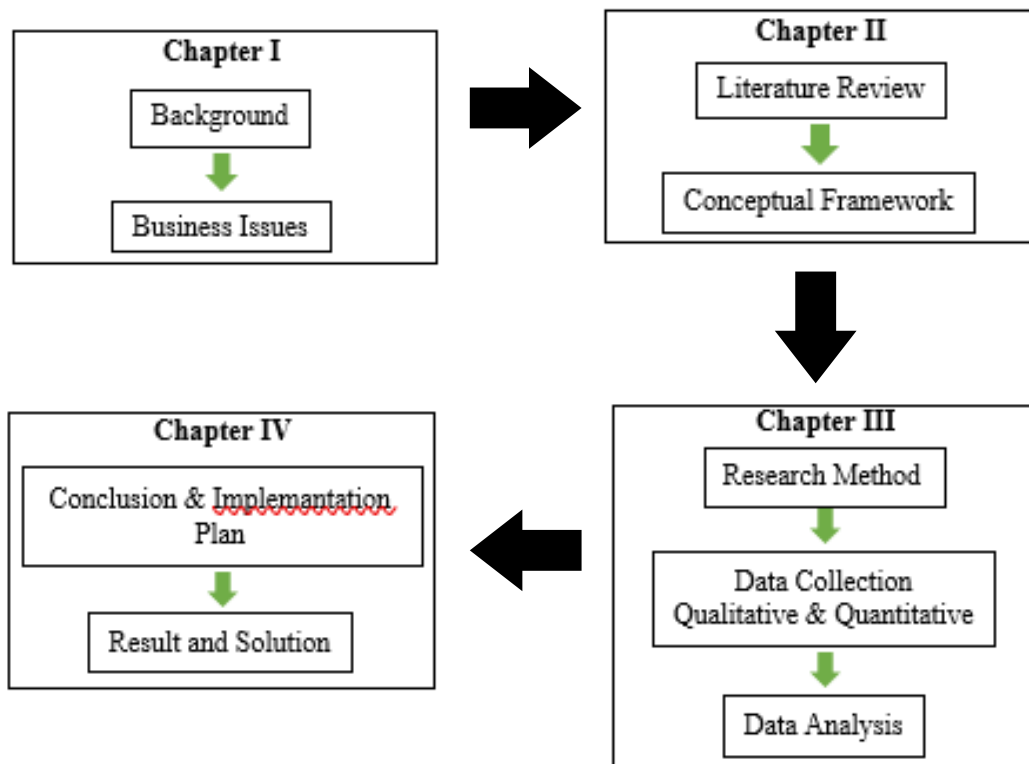 Chapter I
Background
Business Issues
Chapter II
Literature Review
Conceptual Framework
Chapter III
Research Method
Data Collection
Qualitative & Quantitative
Data Analysis
Chapter IV
Conclusion & Implemantation
Plan
Result and Solution